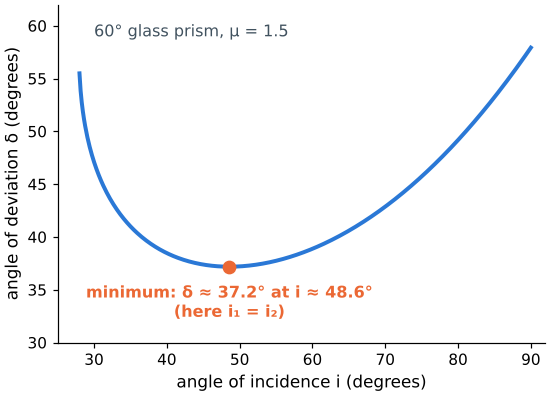 60° glass prism, μ = 1.5
angle of deviation δ (degrees)
60
55
50
45
40
35
30
minimum: δ ≈ 37.2° at i ≈ 48.6°
(here i₁ = i₂)
30 40 50 60 70 80 90
angle of incidence i (degrees)